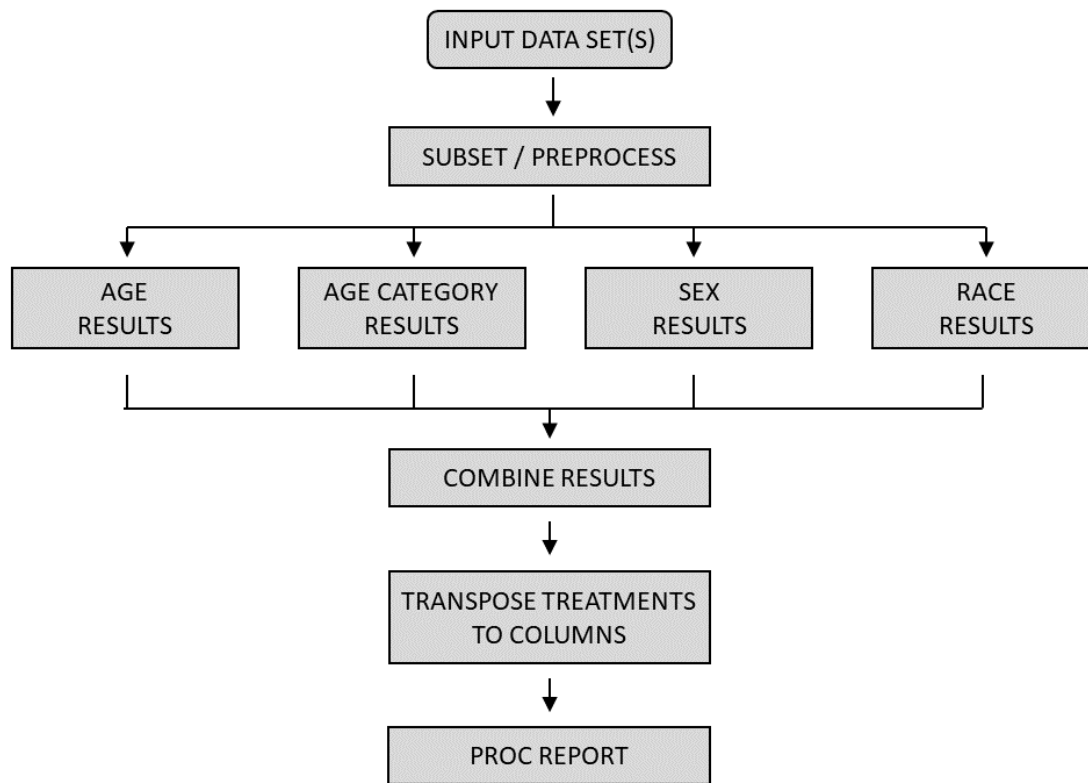 INPUT DATA SET(S)
SUBSET / PREPROCESS
AGE
RESULTS
AGE CATEGORY
RESULTS
SEX
RESULTS
RACE
RESULTS
COMBINE RESULTS
TRANSPOSE TREATMENTS
TO COLUMNS
PROC REPORT